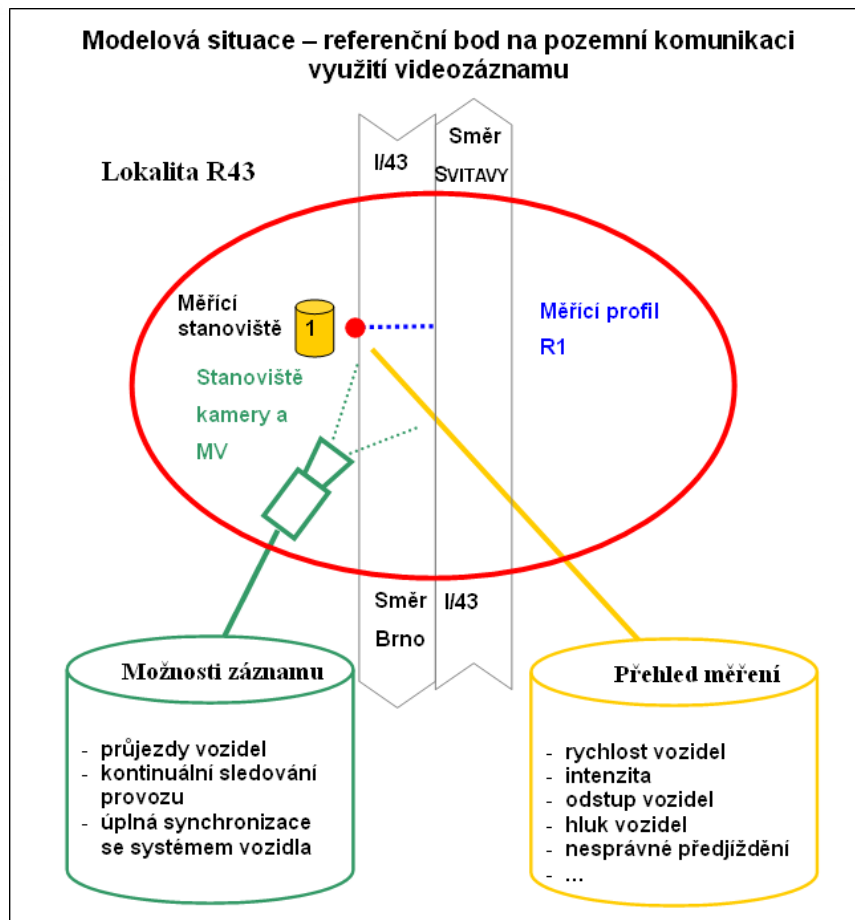 Modelová situace – referenční bod na pozemní komunikaci
využití videozáznamu
Lokalita R43
I/43
Směr
SVITAVY
Měřící
stanoviště
1
Měřící profil
R1
Stanoviště
kamery a
MV
Směr
Brno
I/43
Možnosti záznamu
- průjezdy vozidel
- kontinuální sledování
provozu
- úplná synchronizace
se systémem vozidla
Přehled měření
- rychlost vozidel
- intenzita
- odstup vozidel
- hluk vozidel
- nesprávné předjíždění
- ...